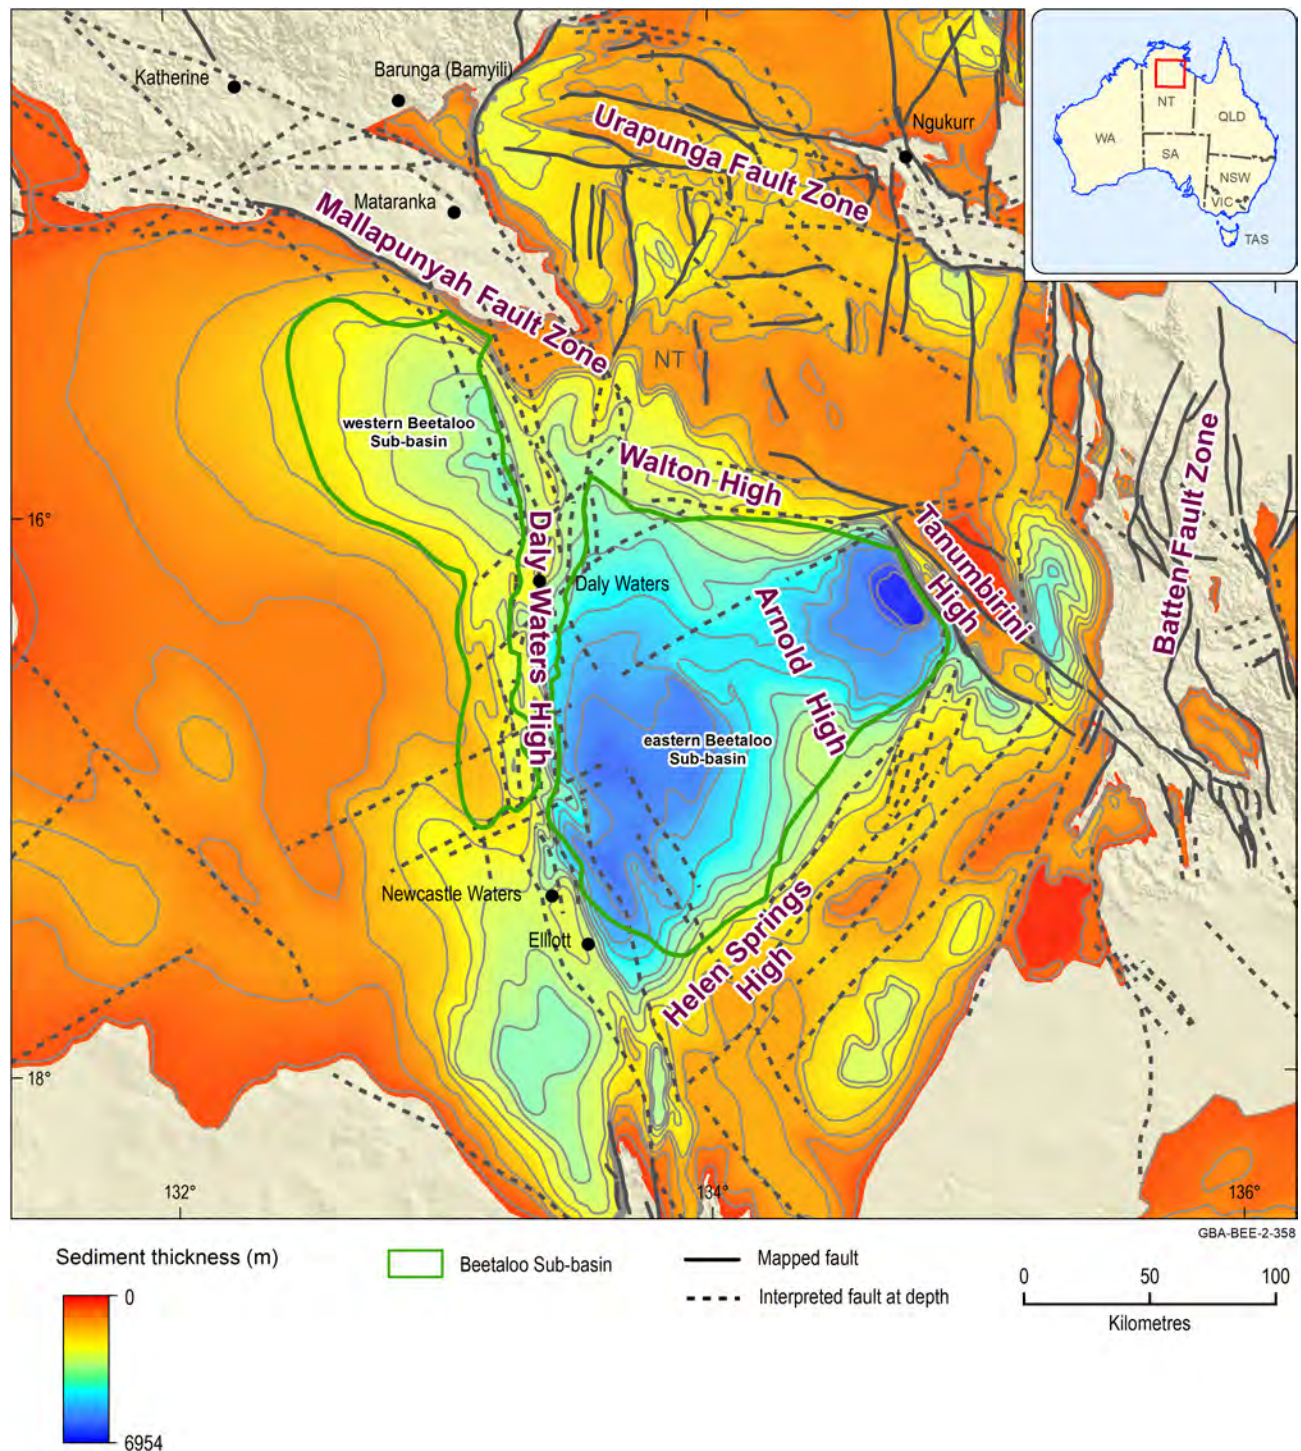 Katherine
Barunga (Bamyili)
Ngukurr
Urapunga Fault Zone
Mataranka
Mallapunyah Fault Zone
NT
WA
NT
QLD
SA
NSW
VIC
TAS
western Beetaloo
Sub-basin
Walton High
Batten Fault Zone
16°
Daly Waters High
Daly Waters
Tanumbirini
High
Arnold High
eastern Beetaloo
Sub-basin
Newcastle Waters
Elliott
Helen Springs
High
18°
132°
134°
136°
GBA-BEE-2-358
Sediment thickness (m)
0
6954
Beetaloo Sub-basin
Mapped fault
Interpreted fault at depth
0 50 100
Kilometres